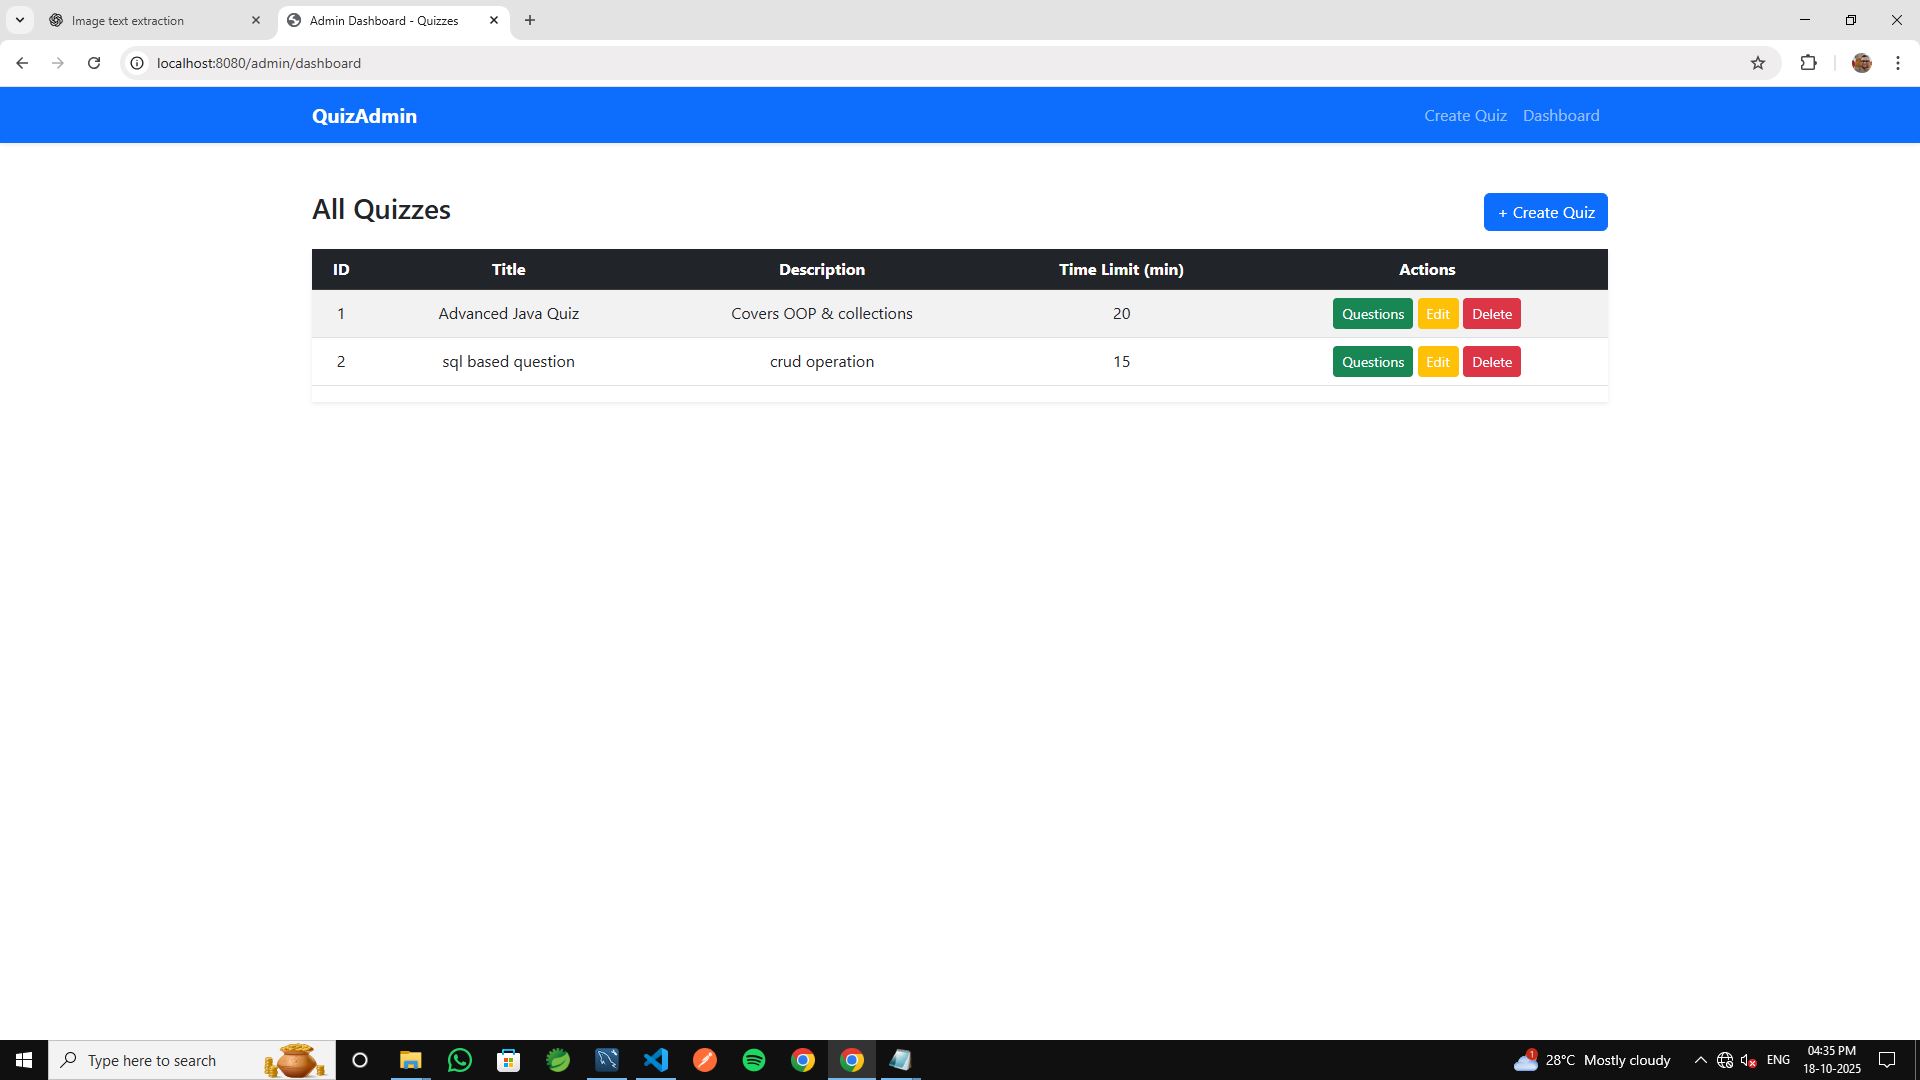 Image text extraction
Admin Dashboard - Quizzes
localhost:8080/admin/dashboard
QuizAdmin Create Quiz Dashboard
All Quizzes + Create Quiz
ID Title Description Time Limit (min) Actions
1 Advanced Java Quiz Covers OOP & collections 20 Questions Edit Delete
2 sql based question crud operation 15 Questions Edit Delete
Type here to search 1 28°C Mostly cloudy ENG 04:35 PM
18-10-2025